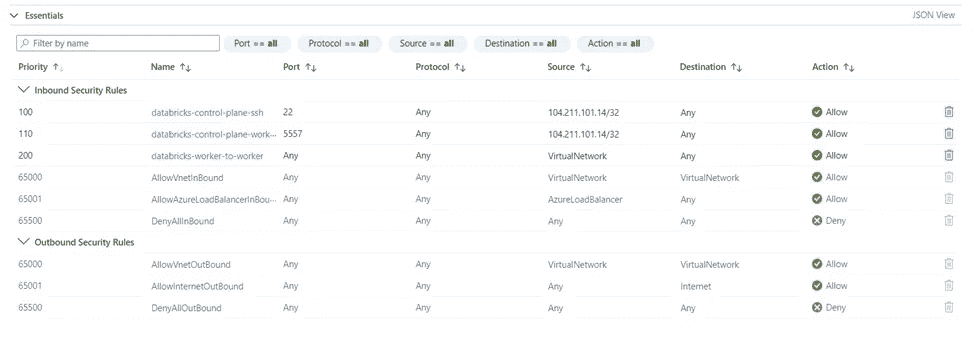 Essentials JSON View
Filter by name Port == all Protocol == all Source == all Destination == all Action == all
Priority Name Port Protocol Source Destination Action
Inbound Security Rules
100 databricks-control-plane-ssh 22 Any 104.211.101.14/32 Any Allow
110 databricks-control-plane-work... 5557 Any 104.211.101.14/32 Any Allow
200 databricks-worker-to-worker Any Any VirtualNetwork Any Allow
65000 AllowVnetInBound Any Any VirtualNetwork VirtualNetwork Allow
65001 AllowAzureLoadBalancerInBou... Any Any AzureLoadBalancer Any Allow
65500 DenyAllInBound Any Any Any Any Deny
Outbound Security Rules
65000 AllowVnetOutBound Any Any VirtualNetwork VirtualNetwork Allow
65001 AllowInternetOutBound Any Any Any Internet Allow
65500 DenyAllOutBound Any Any Any Any Deny